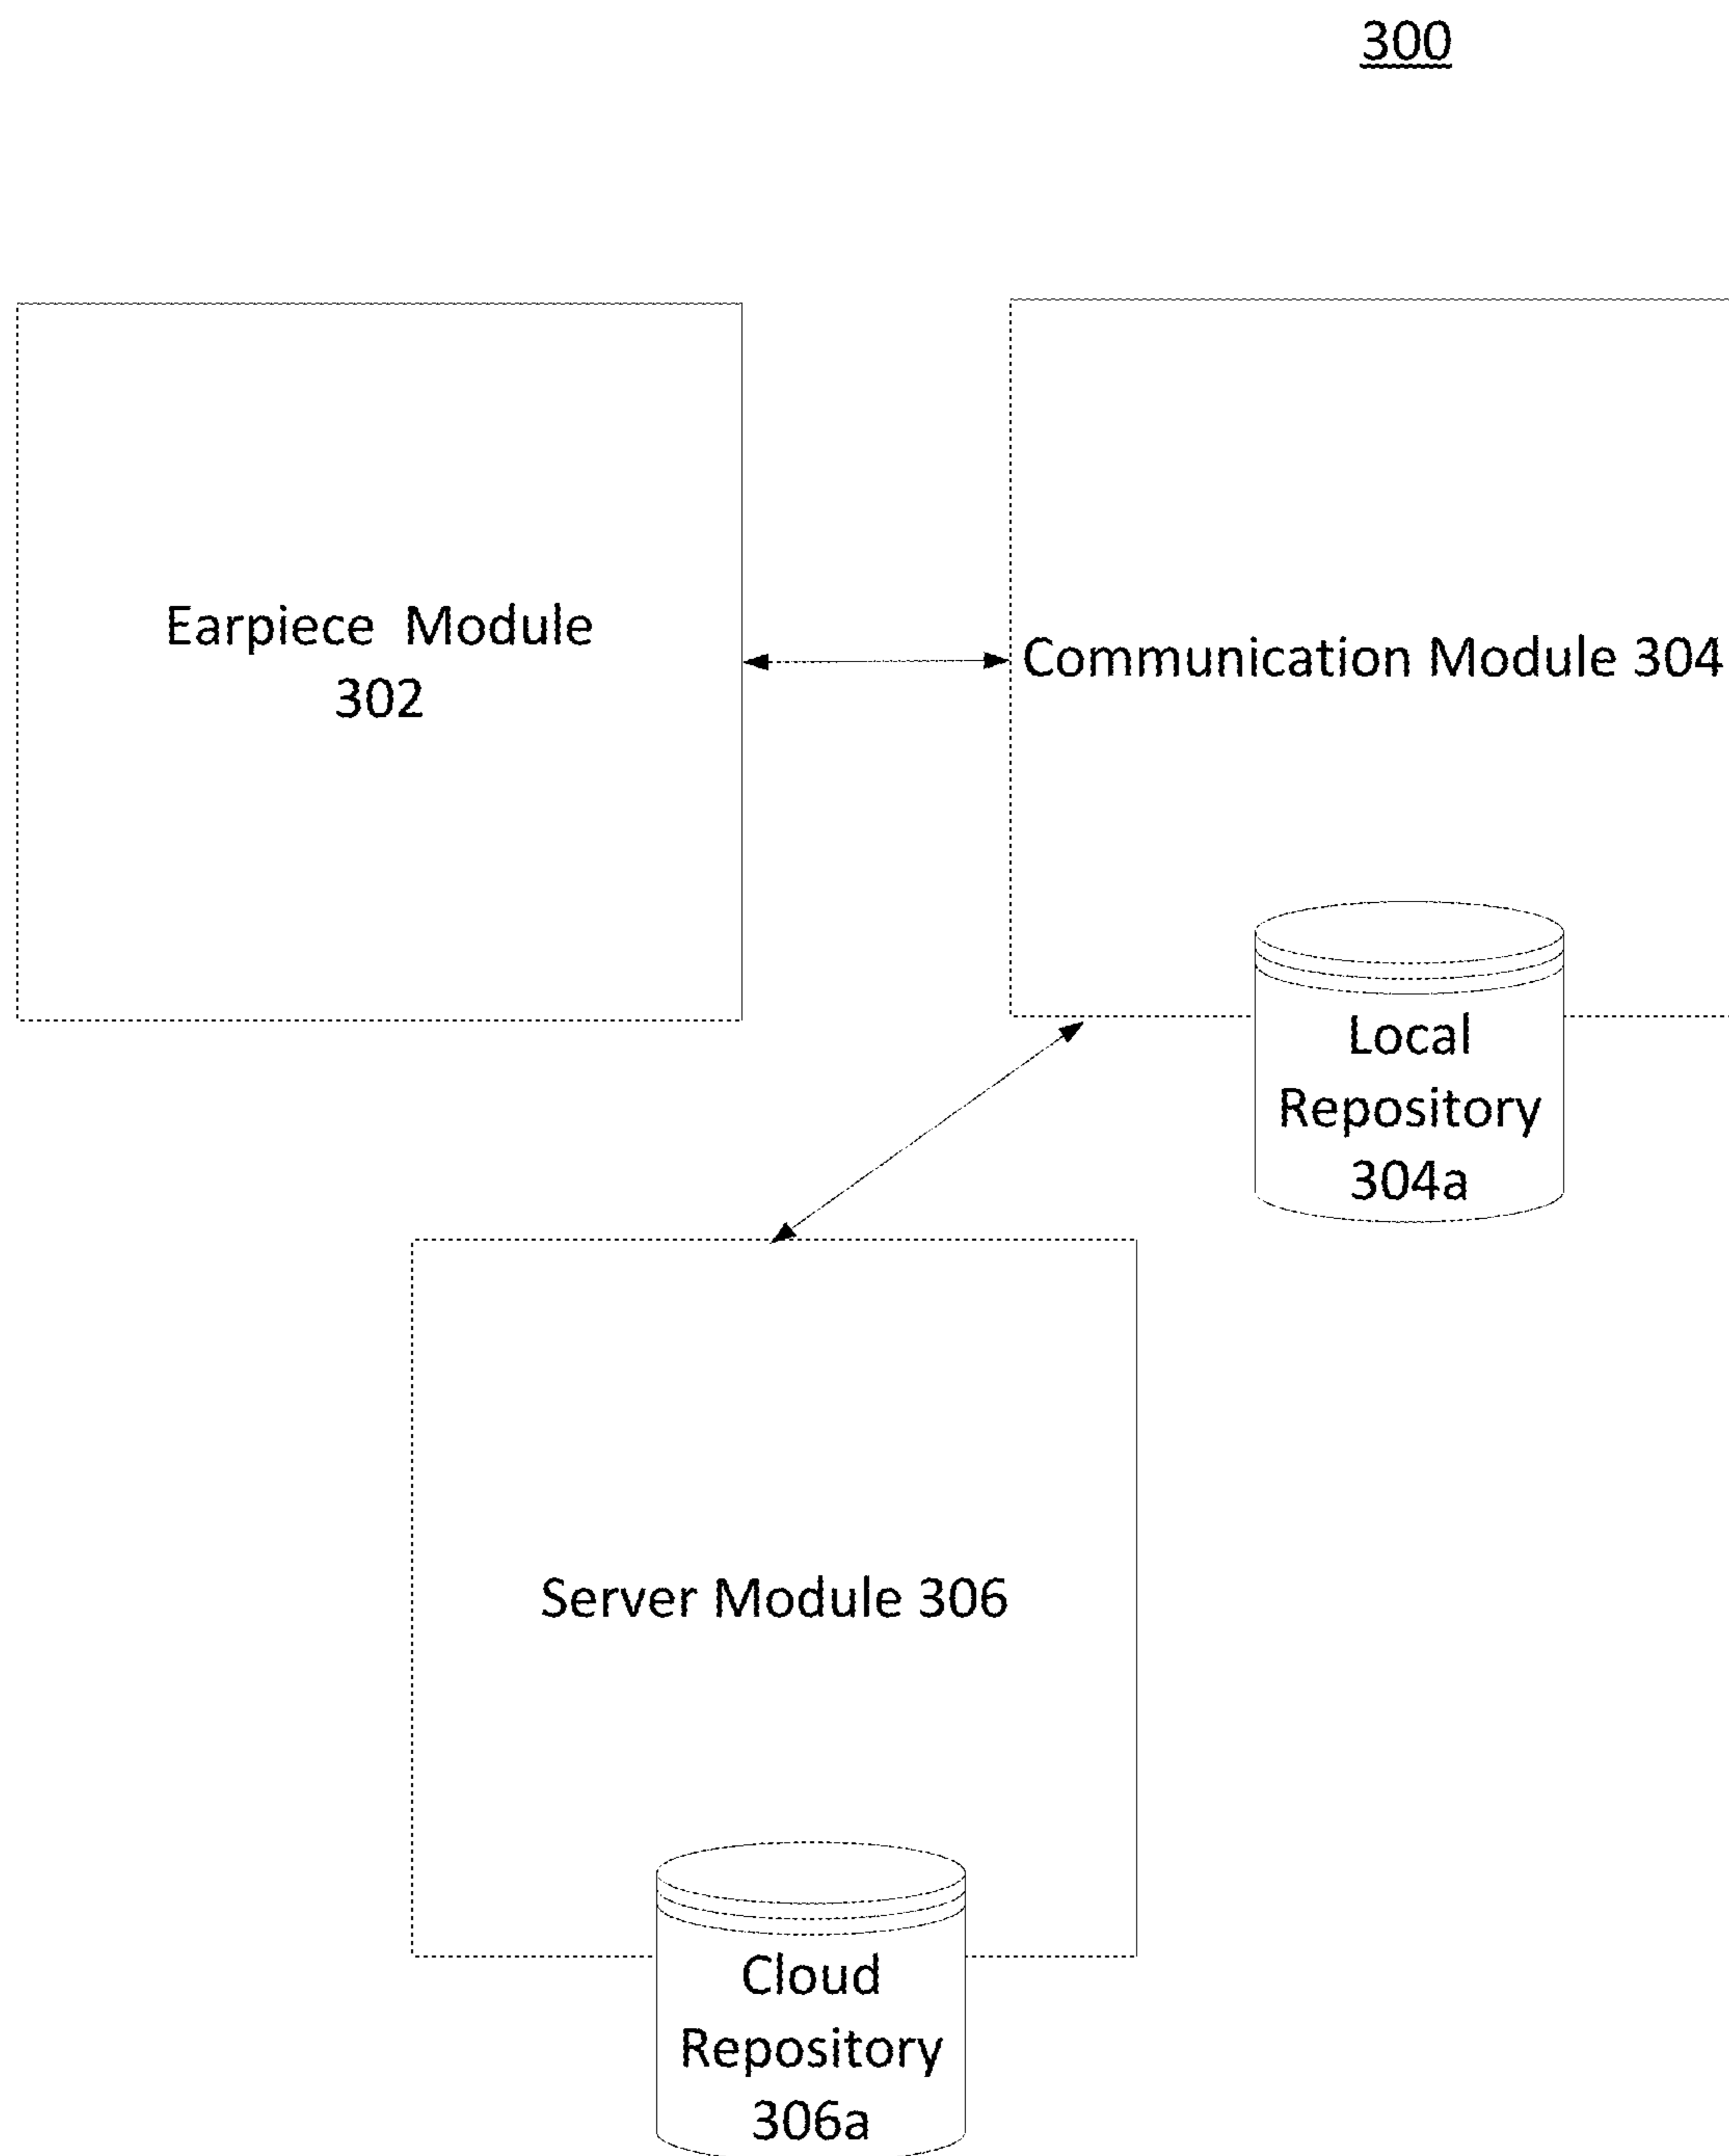 300
Earpiece Module
302
Communication Module 304
Local
Repository
304a
Server Module 306
Cloud
Repository
306a